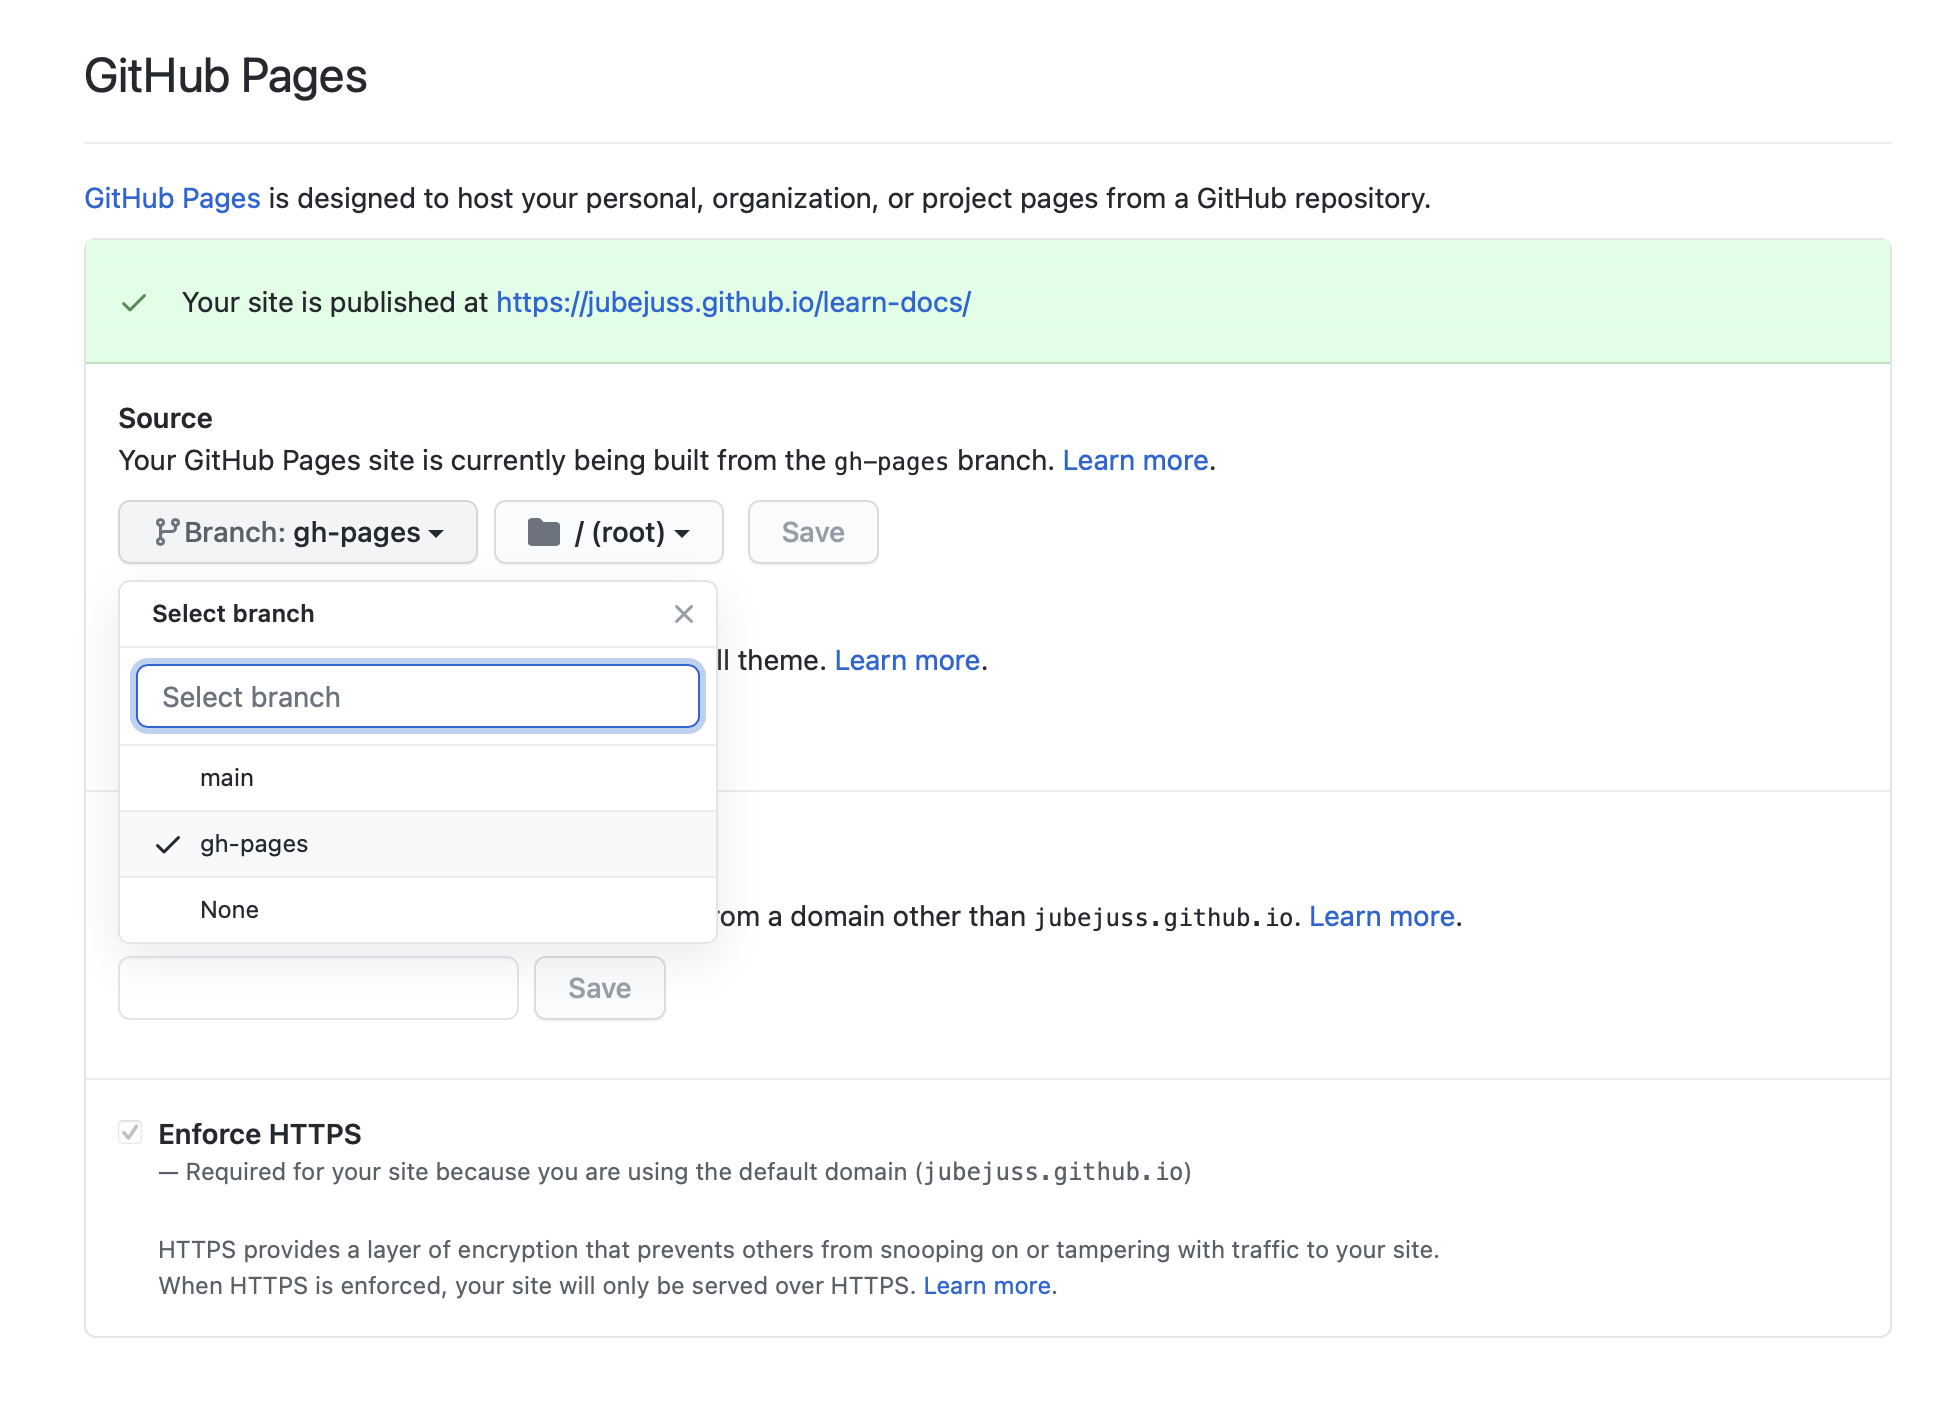 GitHub Pages
GitHub Pages is designed to host your personal, organization, or project pages from a GitHub repository.
Your site is published at https://jubejuss.github.io/learn-docs/
Source
Your GitHub Pages site is currently being built from the gh-pages branch. Learn more.
Branch: gh-pages / (root) Save
Select branch
ll theme. Learn more.
Select branch
main
gh-pages
None
om a domain other than jubejuss.github.io. Learn more.
Save
Enforce HTTPS
— Required for your site because you are using the default domain (jubejuss.github.io)
HTTPS provides a layer of encryption that prevents others from snooping on or tampering with traffic to your site.
When HTTPS is enforced, your site will only be served over HTTPS. Learn more.